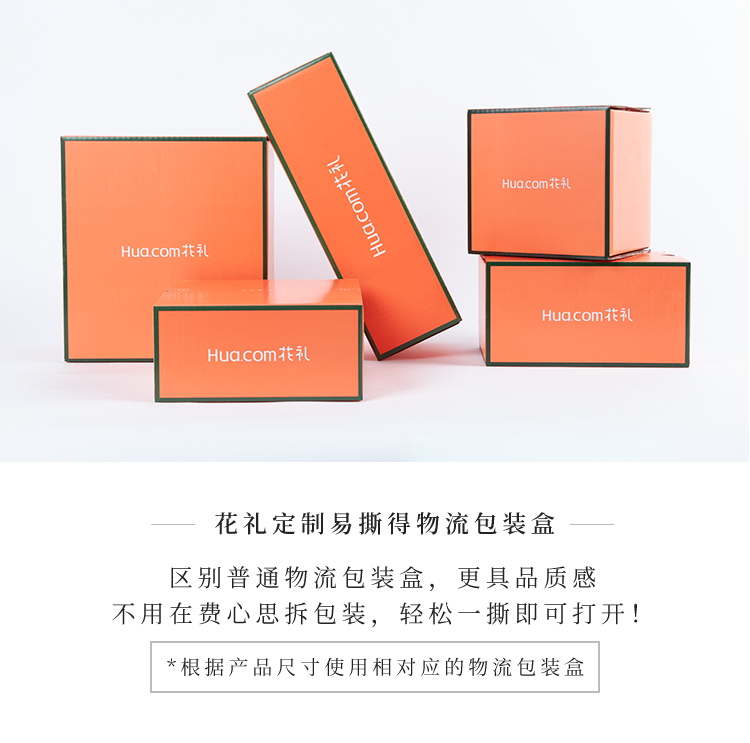 Hua.com花礼
Hua.com花礼
Hua.com花礼
Hua.com花礼
Hua.com花礼
花礼定制易撕得物流包装盒
区别普通物流包装盒，更具品质感
不用在费心思拆包装，轻松一撕即可打开！
*根据产品尺寸使用相对应的物流包装盒